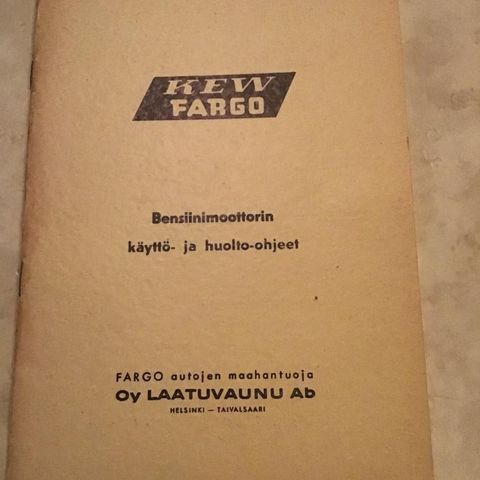 KEW
FARGO
Bensiinimoottorin
käyttö- ja huolto-ohjeet
FARGO autojen maahantuoja
Oy LAATUVAUNU Ab
HELSINKI — TAIVALSAARI